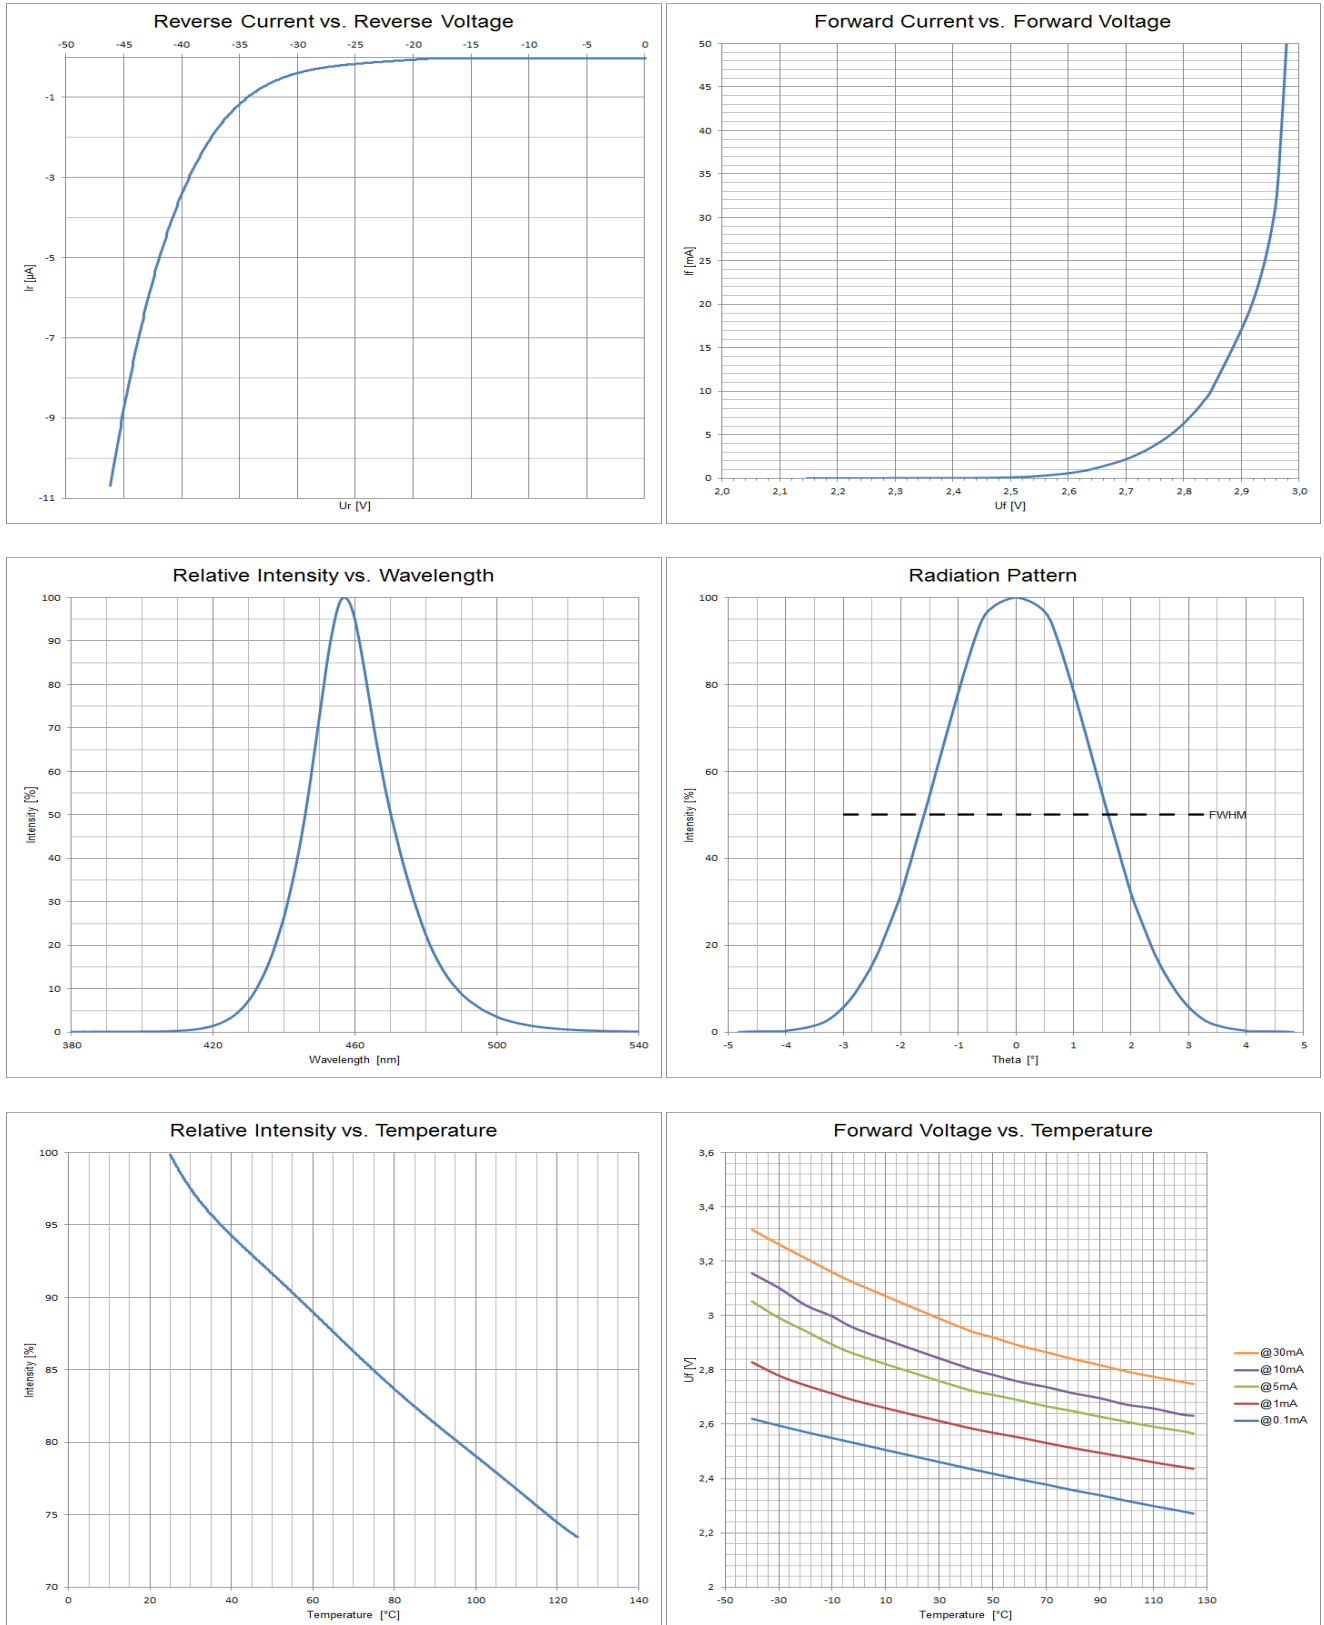 Reverse Current vs. Reverse Voltage
-50 -45 -40 -35 -30 -25 -20 -15 -10 -5 0
-1
-3
-5
-7
-9
-11
Ir [µA]
Ur [V]
Forward Current vs. Forward Voltage
50
45
40
35
30
25
20
15
10
5
0
If [mA]
2,0 2,1 2,2 2,3 2,4 2,5 2,6 2,7 2,8 2,9 3,0
Uf [V]
Relative Intensity vs. Wavelength
100
90
80
70
60
50
40
30
20
10
0
Intensity [%]
380 420 460 500 540
Wavelength [nm]
Radiation Pattern
100
80
60
40
20
0
Intensity [%]
FWHM
-5 -4 -3 -2 -1 0 1 2 3 4 5
Theta [°]
Relative Intensity vs. Temperature
100
95
90
85
80
75
70
Intensity [%]
0 20 40 60 80 100 120 140
Temperature [°C]
Forward Voltage vs. Temperature
3,6
3,4
3,2
3
2,8
2,6
2,4
2,2
2
Uf [V]
-50 -30 -10 10 30 50 70 90 110 130
Temperature [°C]
@30mA
@10mA
@5mA
@1mA
@0.1mA